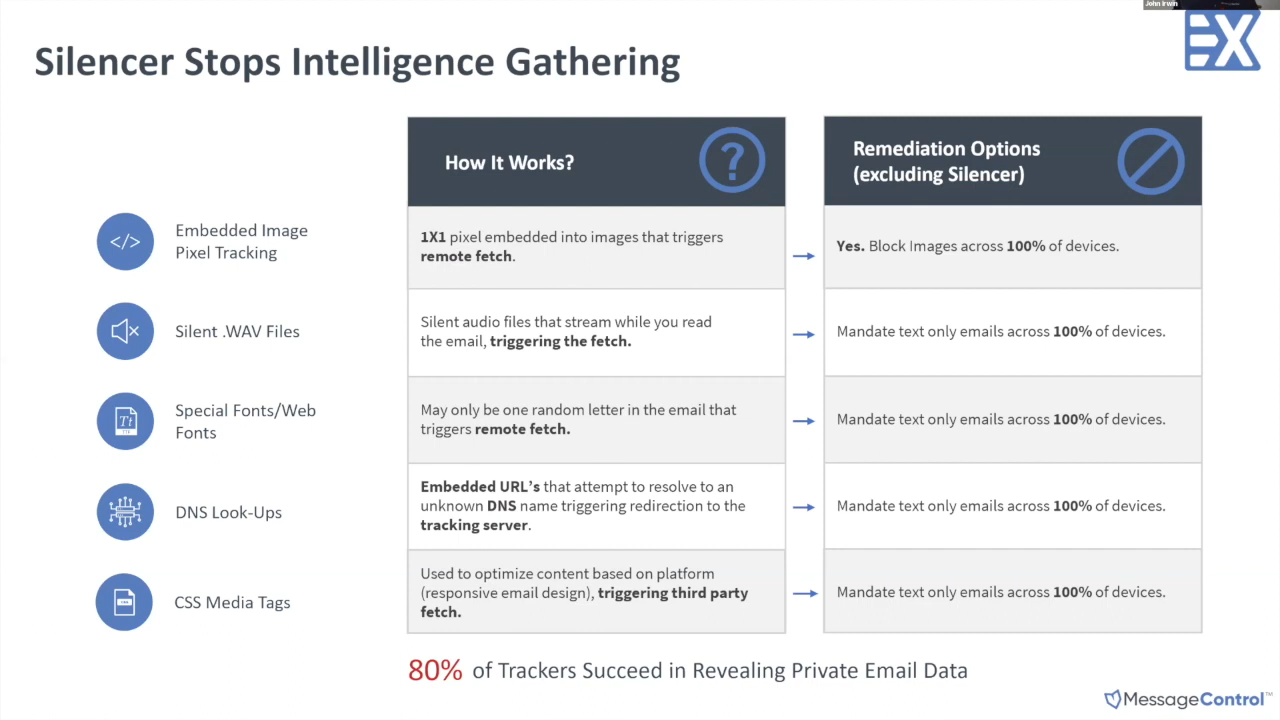 John Irwin
EX
Silencer Stops Intelligence Gathering
How It Works?
?
Remediation Options
(excluding Silencer)
</>
Embedded Image
Pixel Tracking
1X1 pixel embedded into images that triggers
remote fetch.
Yes. Block Images across 100% of devices.
Silent .WAV Files
Silent audio files that stream while you read
the email, triggering the fetch.
Mandate text only emails across 100% of devices.
Tt
TTF
Special Fonts/Web
Fonts
May only be one random letter in the email that
triggers remote fetch.
Mandate text only emails across 100% of devices.
DNS Look-Ups
Embedded URL’s that attempt to resolve to an
unknown DNS name triggering redirection to the
tracking server.
Mandate text only emails across 100% of devices.
CSS Media Tags
Used to optimize content based on platform
(responsive email design), triggering third party
fetch.
Mandate text only emails across 100% of devices.
80% of Trackers Succeed in Revealing Private Email Data
MessageControl™